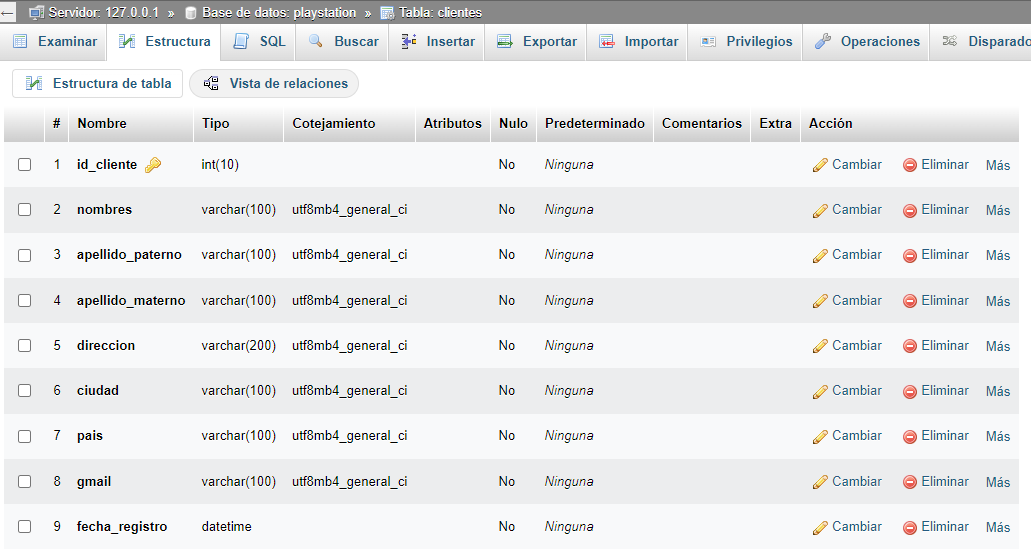 Servidor: 127.0.0.1 » Base de datos: playstation » Tabla: clientes
Examinar Estructura SQL Buscar Insertar Exportar Importar Privilegios Operaciones Disparado
Estructura de tabla Vista de relaciones
# Nombre Tipo Cotejamiento Atributos Nulo Predeterminado Comentarios Extra Acción
1 id_cliente int(10) No Ninguna Cambiar Eliminar Más
2 nombres varchar(100) utf8mb4_general_ci No Ninguna Cambiar Eliminar Más
3 apellido_paterno varchar(100) utf8mb4_general_ci No Ninguna Cambiar Eliminar Más
4 apellido_materno varchar(100) utf8mb4_general_ci No Ninguna Cambiar Eliminar Más
5 direccion varchar(200) utf8mb4_general_ci No Ninguna Cambiar Eliminar Más
6 ciudad varchar(100) utf8mb4_general_ci No Ninguna Cambiar Eliminar Más
7 pais varchar(100) utf8mb4_general_ci No Ninguna Cambiar Eliminar Más
8 gmail varchar(100) utf8mb4_general_ci No Ninguna Cambiar Eliminar Más
9 fecha_registro datetime No Ninguna Cambiar Eliminar Más